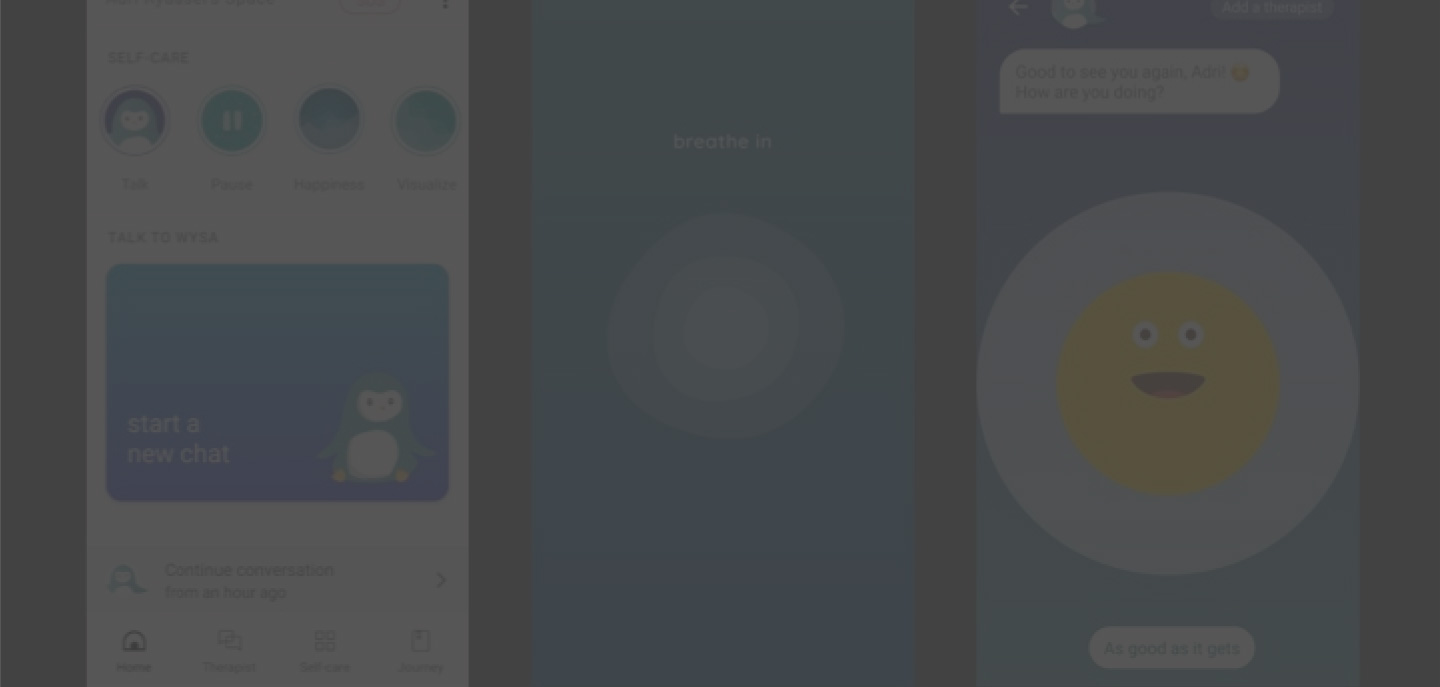 SELF-CARE
Talk
Pause
Happiness
Visualize
TALK TO WYSA
start a
new chat
Continue conversation
from an hour ago
Home
Therapist
Self-care
Journey
breathe in
Add a therapist
Good to see you again, Adri!
How are you doing?
As good as it gets